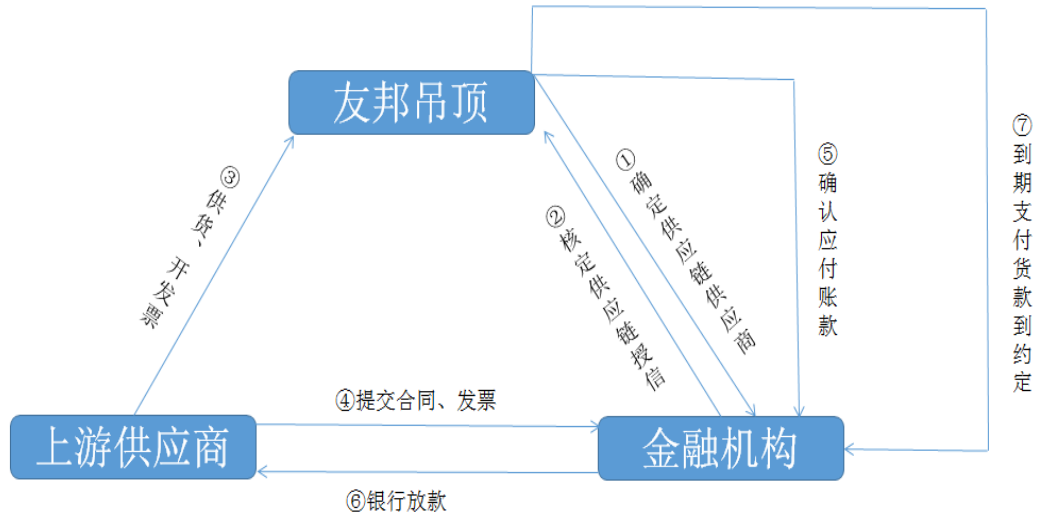 友邦吊顶
①确定供应链供应商
②核定供应链授信
③供货、开发票
⑤确认应付账款
⑦到期支付货款到约定
④提交合同、发票
上游供应商
金融机构
⑥银行放款